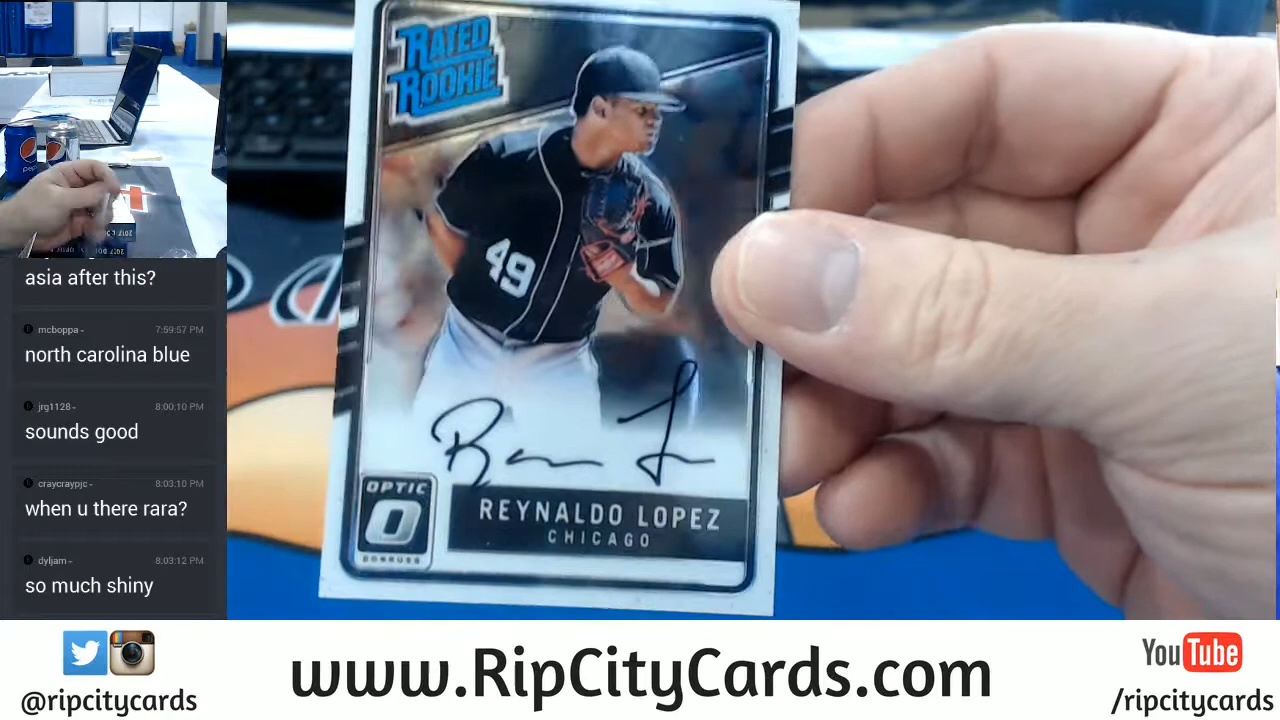 RATED
ROOKIE
49
OPTIC
DONRUSS
REYNALDO LOPEZ
CHICAGO
pepsi
asia after this?
mcboppa - 7:59:57 PM
north carolina blue
jrg1128 - 8:00:10 PM
sounds good
craycraypjc - 8:03:10 PM
when u there rara?
dyljam - 8:03:12 PM
so much shiny
@ripcitycards
www.RipCityCards.com
YouTube
/ripcitycards